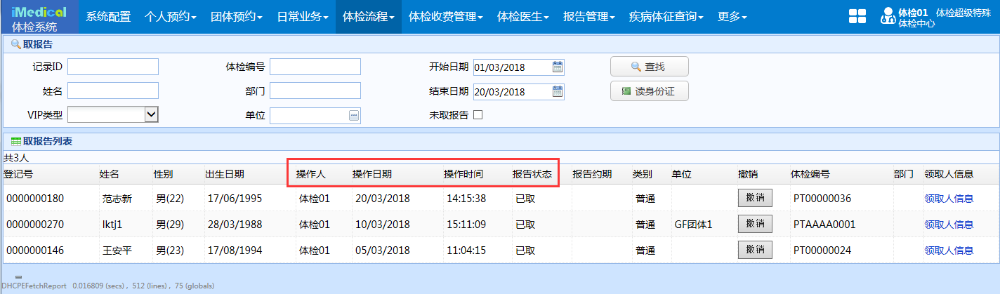 iMedical
体检系统
系统配置 个人预约 团体预约 日常业务 体检流程 体检收费管理 体检医生 报告管理 疾病体征查询 更多
体检01 体检超级特殊
体检中心
取报告
记录ID 体检编号 开始日期 01/03/2018 查找
姓名 部门 结束日期 20/03/2018 读身份证
VIP类型 单位 未取报告
取报告列表
共3人
登记号 姓名 性别 出生日期 操作人 操作日期 操作时间 报告状态 报告约期 类别 单位 撤销 体检编号 部门 领取人信息
0000000180 范志新 男(22) 17/06/1995 体检01 20/03/2018 14:15:38 已取 普通 撤销 PT00000036 领取人信息
0000000270 lktj1 男(29) 28/03/1988 体检01 10/03/2018 15:11:09 已取 普通 GF团体1 撤销 PTAAAA0001 领取人信息
0000000146 王安平 男(23) 17/08/1994 体检01 05/03/2018 11:04:15 已取 普通 撤销 PT00000024 领取人信息
DHCPEFetchReport 0.016809 (secs) , 512 (lines) , 75 (globals)